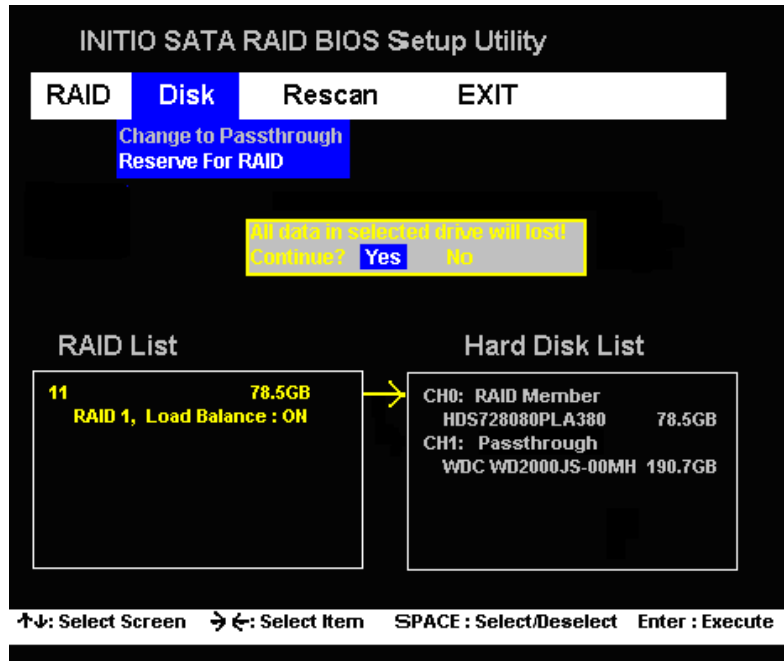 INITIO SATA RAID BIOS Setup Utility
RAID Disk Rescan EXIT
Change to Passthrough
Reserve For RAID
All data in selected drive will lost!
Continue? Yes No
RAID List
11 78.5GB
RAID 1, Load Balance : ON
Hard Disk List
CH0: RAID Member
HDS728080PLA380 78.5GB
CH1: Passthrough
WDC WD2000JS-00MH 190.7GB
↑↓: Select Screen →←: Select Item SPACE : Select/Deselect Enter : Execute